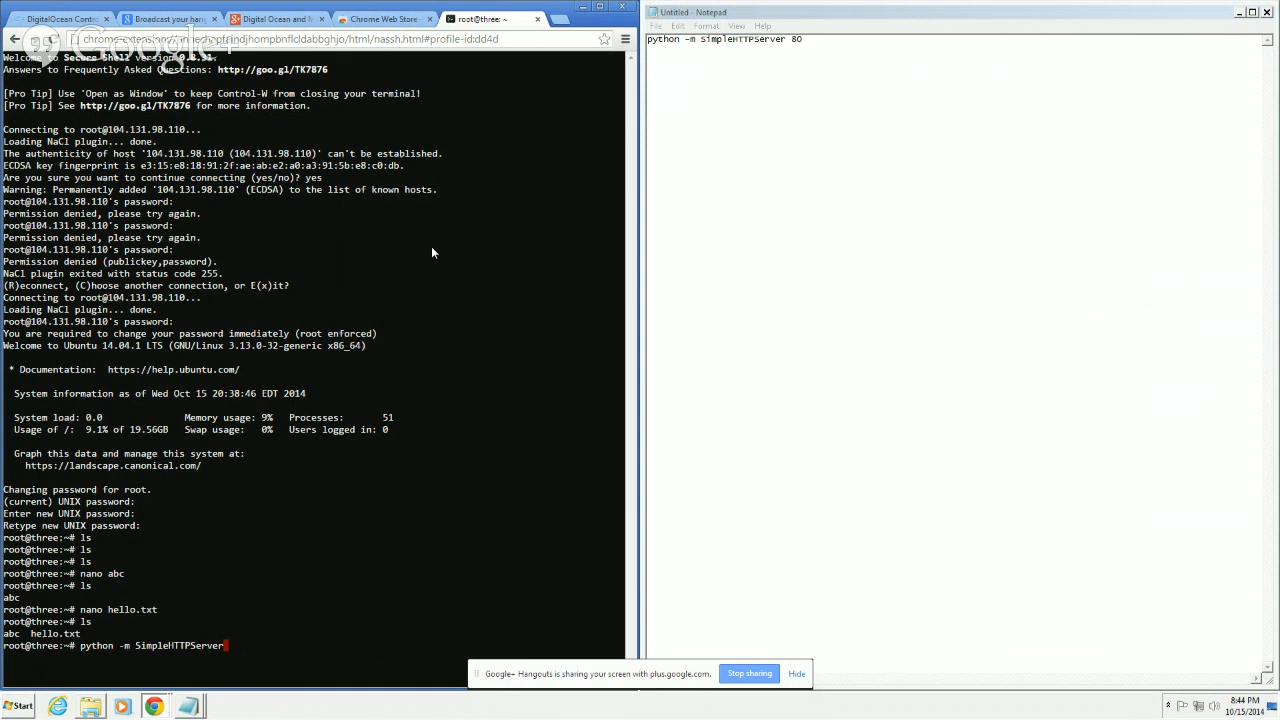 DigitalOcean Contro
Broadcast your hang
Digital Ocean and M
Chrome Web Store -
root@three: ~
Untitled - Notepad
File Edit Format View Help
Google+
python -m SimpleHTTPServer 80
Welcome to Secure Shell version
Answers to Frequently Asked Questions: http://goo.gl/TK7876
[Pro Tip] Use 'Open as Window' to keep Control-W from closing your terminal!
[Pro Tip] See http://goo.gl/TK7876 for more information.
Connecting to root@104.131.98.110...
Loading NaCl plugin... done.
The authenticity of host '104.131.98.110 (104.131.98.110)' can't be established.
ECDSA key fingerprint is e3:15:e8:18:91:2f:ae:ab:e2:a0:a3:91:5b:e8:c0:db.
Are you sure you want to continue connecting (yes/no)? yes
Warning: Permanently added '104.131.98.110' (ECDSA) to the list of known hosts.
root@104.131.98.110's password:
Permission denied, please try again.
root@104.131.98.110's password:
Permission denied, please try again.
root@104.131.98.110's password:
Permission denied (publickey,password).
NaCl plugin exited with status code 255.
(R)econnect, (C)hoose another connection, or E(x)it?
Connecting to root@104.131.98.110...
Loading NaCl plugin... done.
root@104.131.98.110's password:
You are required to change your password immediately (root enforced)
Welcome to Ubuntu 14.04.1 LTS (GNU/Linux 3.13.0-32-generic x86_64)
* Documentation: https://help.ubuntu.com/
System information as of Wed Oct 15 20:38:46 EDT 2014
System load: 0.0 Memory usage: 9% Processes: 51
Usage of /: 9.1% of 19.56GB Swap usage: 0% Users logged in: 0
Graph this data and manage this system at:
https://landscape.canonical.com/
Changing password for root.
(current) UNIX password:
Enter new UNIX password:
Retype new UNIX password:
root@three:~# ls
root@three:~# ls
root@three:~# ls
root@three:~# nano abc
root@three:~# ls
abc
root@three:~# nano hello.txt
root@three:~# ls
abc hello.txt
root@three:~# python -m SimpleHTTPServer
Google+ Hangouts is sharing your screen with plus.google.com. Stop sharing Hide
Start
8:44 PM
10/15/2014